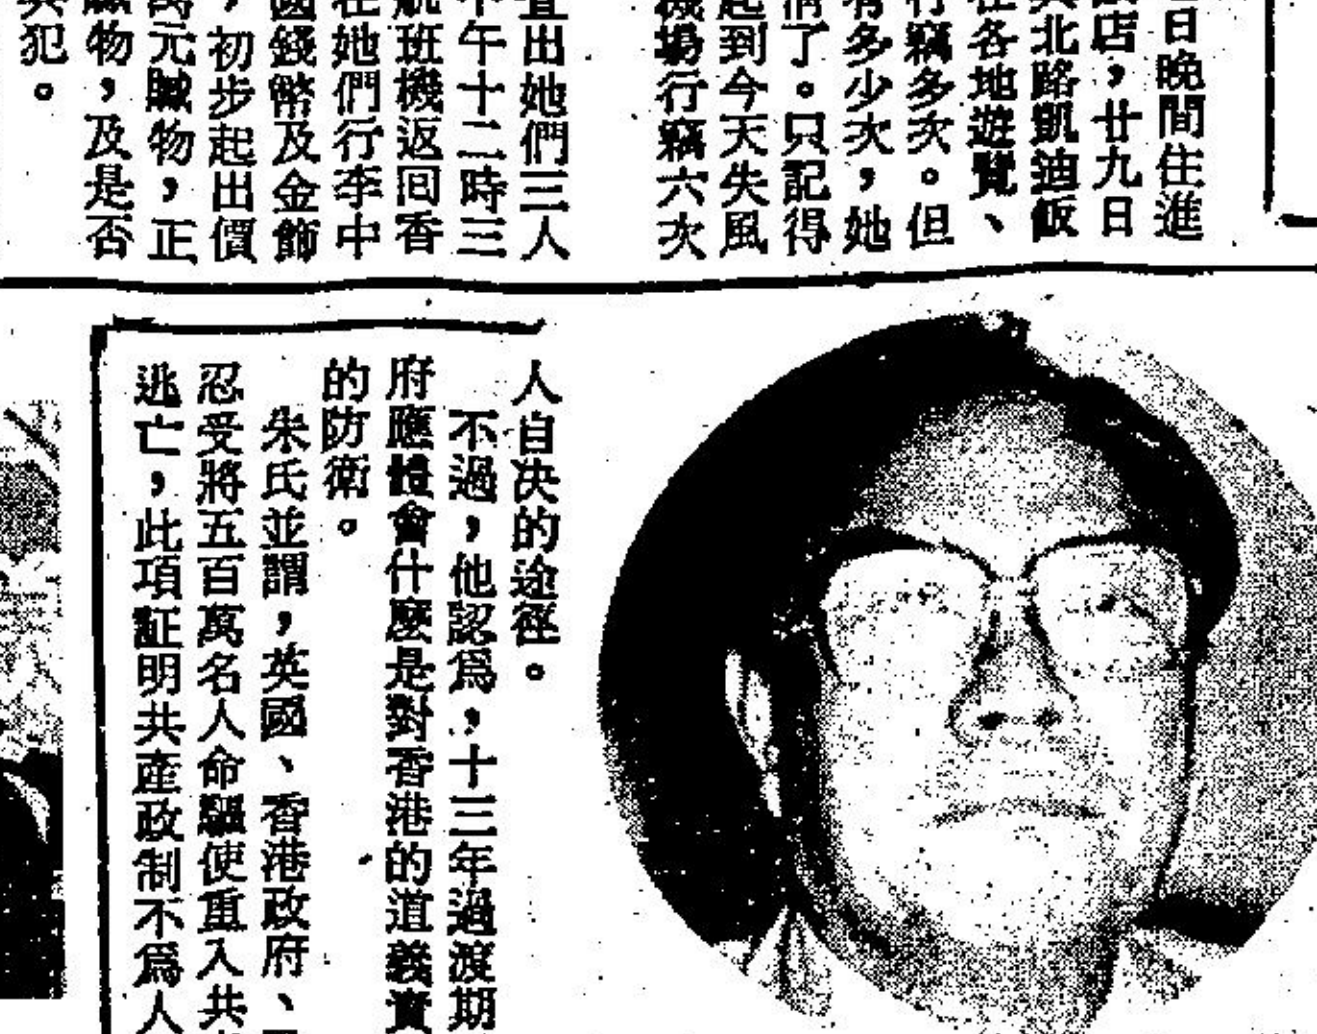 日晚間住進
店，廿九日
北路凱迪飯
在各地遊覽、
行竊多次。但
有多少次，她
了。只記得
起到今天失風
機場行竊六次
查出她們三人
午十二時三
航班機返回香
在她們行李中
國錢幣及金飾
，初步起出價
萬元贓物，正
贓物，及是否
共犯。
人自決的途徑。
不過，他認爲，十三年過渡期
府應體會什麼是對香港的道義責
的防衛。
朱氏並謂，英國、香港政府、
忍受將五百萬名人命驅使重入共
逃亡，此項証明共產政制不爲人